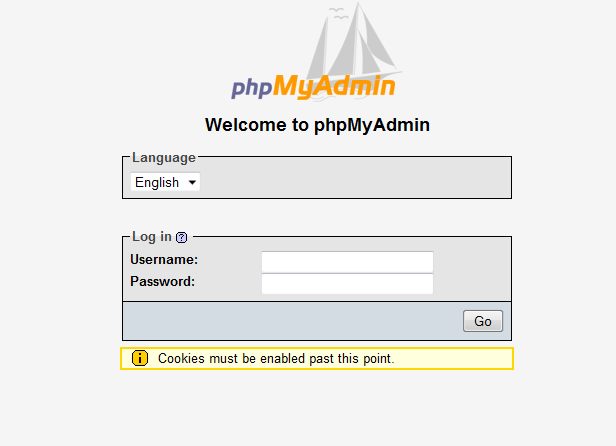 phpMyAdmin
Welcome to phpMyAdmin
Language
English
Log in ?
Username:
Password:
Go
i Cookies must be enabled past this point.